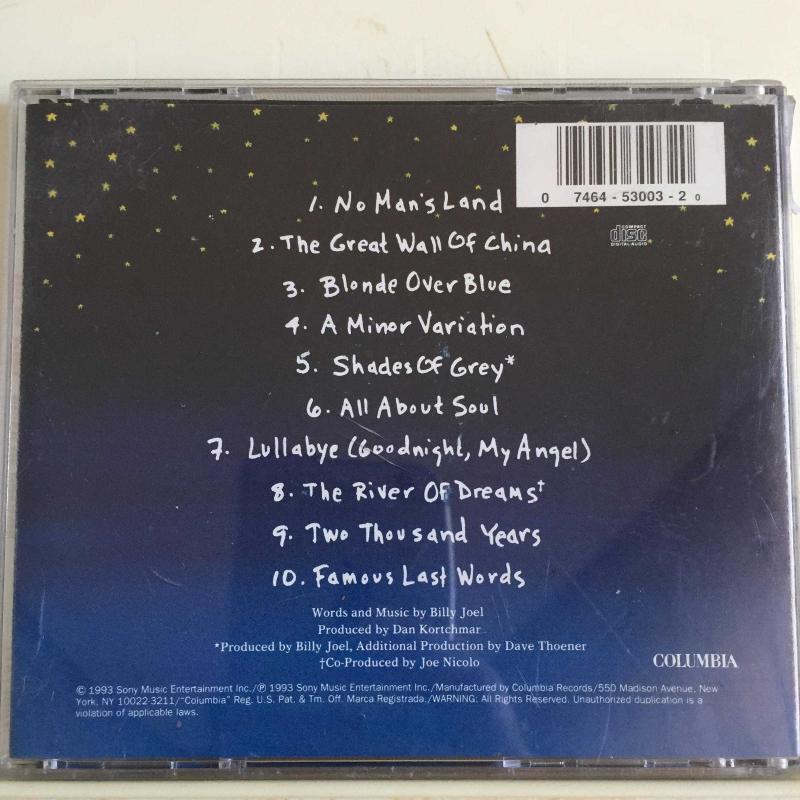 0 7464-53003-2 0
1. No Man's Land
COMPACT
disc
DIGITAL AUDIO
2. The Great Wall Of China
3. Blonde Over Blue
4. A Minor Variation
5. Shades Of Grey*
6. All About Soul
7. Lullabye (Goodnight, My Angel)
8. The River Of Dreams†
9. Two Thousand Years
10. Famous Last Words
Words and Music by Billy Joel
Produced by Dan Kortchmar
*Produced by Billy Joel, Additional Production by Dave Thoener
†Co-Produced by Joe Nicolo
COLUMBIA
© 1993 Sony Music Entertainment Inc./℗ 1993 Sony Music Entertainment Inc./Manufactured by Columbia Records/550 Madison Avenue, New
York, NY 10022-3211/"Columbia" Reg. U.S. Pat. & Tm. Off. Marca Registrada./WARNING: All Rights Reserved. Unauthorized duplication is a
violation of applicable laws.